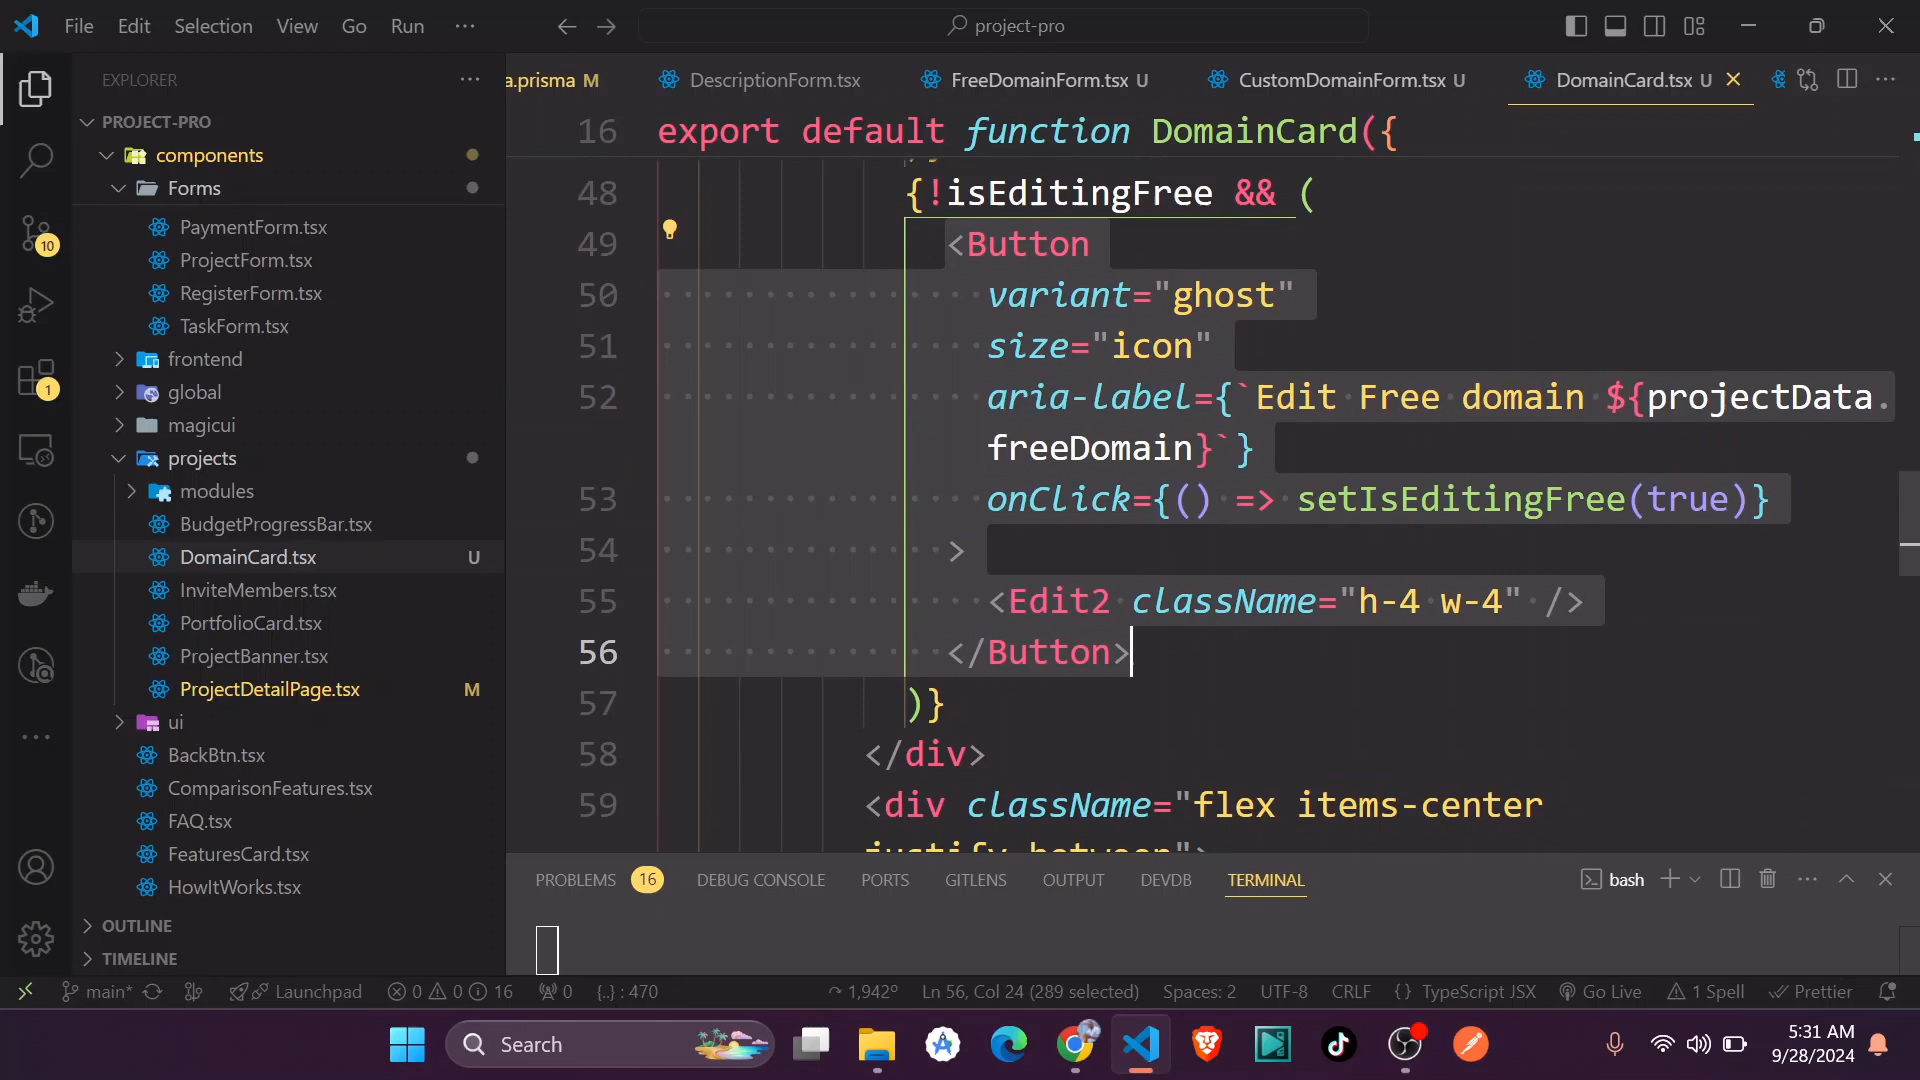 File Edit Selection View Go Run ··· project-pro
EXPLORER
PROJECT-PRO
components
Forms
PaymentForm.tsx
ProjectForm.tsx
RegisterForm.tsx
TaskForm.tsx
frontend
global
magicui
projects
modules
BudgetProgressBar.tsx
DomainCard.tsx U
InviteMembers.tsx
PortfolioCard.tsx
ProjectBanner.tsx
ProjectDetailPage.tsx M
ui
BackBtn.tsx
ComparisonFeatures.tsx
FAQ.tsx
FeaturesCard.tsx
HowItWorks.tsx
OUTLINE
TIMELINE
10
1
a.prisma M DescriptionForm.tsx FreeDomainForm.tsx U CustomDomainForm.tsx U DomainCard.tsx U
16 export default function DomainCard({
48 {!isEditingFree && (
49 <Button
50 variant="ghost"
51 size="icon"
52 aria-label={`Edit Free domain ${projectData.
freeDomain}`}
53 onClick={() => setIsEditingFree(true)}
54 >
55 <Edit2 className="h-4 w-4" />
56 </Button>
57 )}
58 </div>
59 <div className="flex items-center
justify-between">
PROBLEMS 16 DEBUG CONSOLE PORTS GITLENS OUTPUT DEVDB TERMINAL bash
main* Launchpad 0 0 16 0 {..} : 470 1,942° Ln 56, Col 24 (289 selected) Spaces: 2 UTF-8 CRLF {} TypeScript JSX Go Live 1 Spell Prettier
Search
5:31 AM
9/28/2024